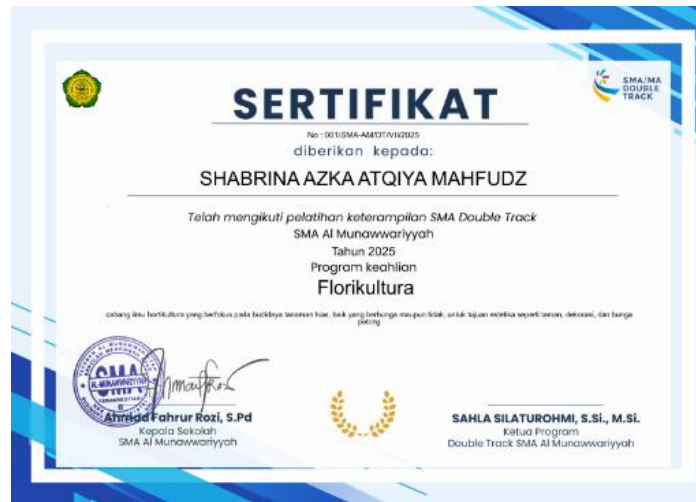 SMA/MA
DOUBLE
TRACK
SERTIFIKAT
diberikan kepada:
SHABRINA AZKA ATQIYA MAHFUDZ
Telah mengikuti pelatihan keterampilan SMA Double Track
SMA Al Munawwariyyah
Tahun 2025
Program keahlian
Florikultura
cabang ilmu hortikultura yang berfokus pada budidaya tanaman hias, baik yang berbunga maupun tidak, untuk tujuan estetika seperti taman, dekorasi, dan bunga
potong
SMA
AL-MUNAWWARIYYAH
Ahmad Fahrur Rozi, S.Pd
Kepala Sekolah
SMA Al Munawwariyyah
SAHLA SILATUROHMI, S.Si., M.Si.
Ketua Program
Double Track SMA Al Munawwariyyah